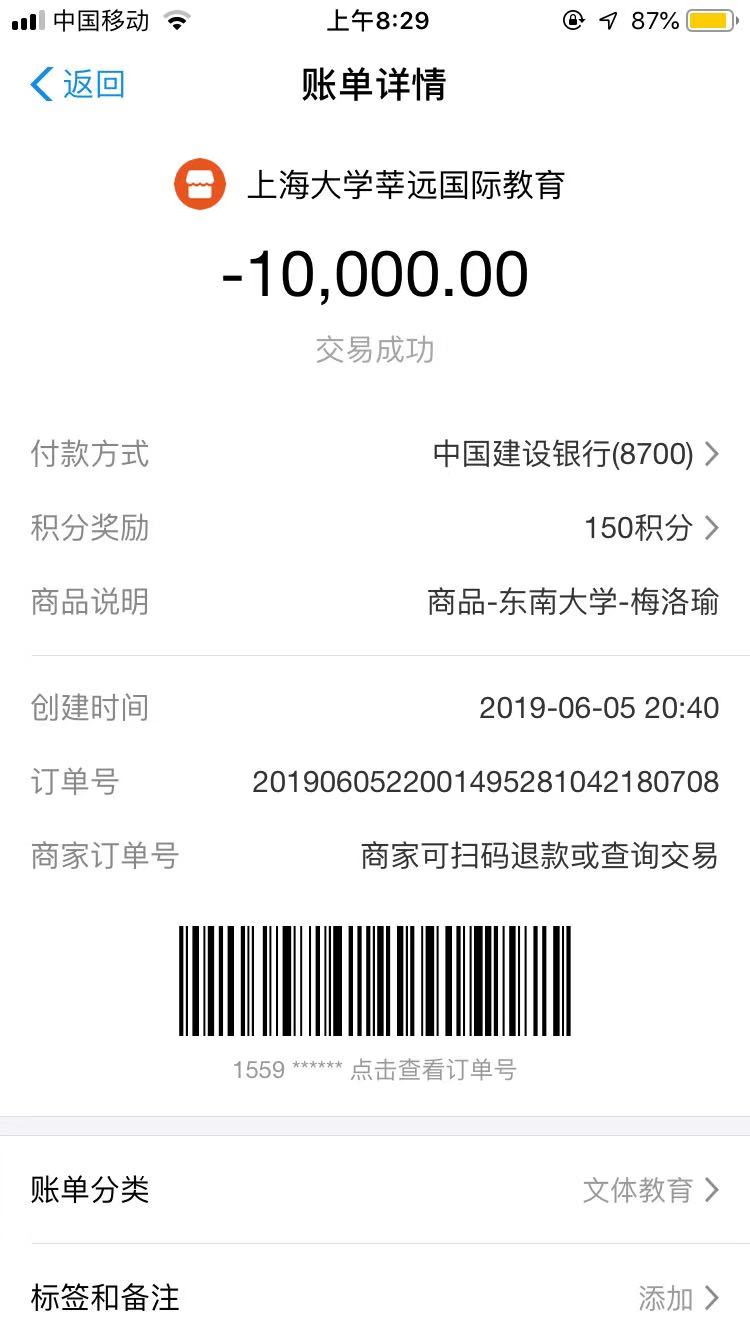 中国移动 上午8:29 87%
返回 账单详情
上海大学莘远国际教育
-10,000.00
交易成功
付款方式 中国建设银行(8700)
积分奖励 150积分
商品说明 商品-东南大学-梅洛瑜
创建时间 2019-06-05 20:40
订单号 2019060522001495281042180708
商家订单号 商家可扫码退款或查询交易
1559 ****** 点击查看订单号
账单分类 文体教育
标签和备注 添加